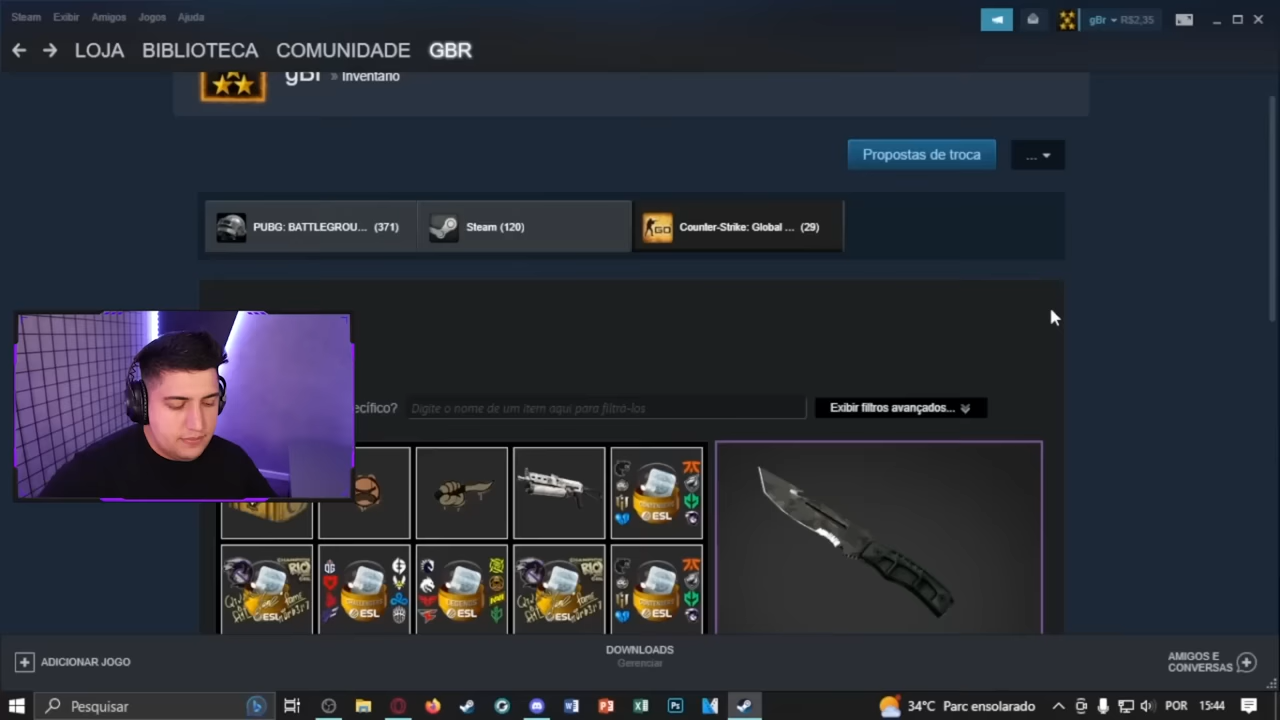 Steam Exibir Amigos Jogos Ajuda
gBr R$2,35
LOJA BIBLIOTECA COMUNIDADE GBR
gBr » Inventário
Propostas de troca
...
PUBG: BATTLEGROU... (371)
Steam (120)
Counter-Strike: Global ... (29)
ecífico?
Digite o nome de um item aqui para filtrá-los
Exibir filtros avançados...
ESL
ESL
ESL
ESL
ESL
ESL
ADICIONAR JOGO
DOWNLOADS
Gerenciar
AMIGOS E
CONVERSAS
Pesquisar
34°C Parc ensolarado
POR
15:44